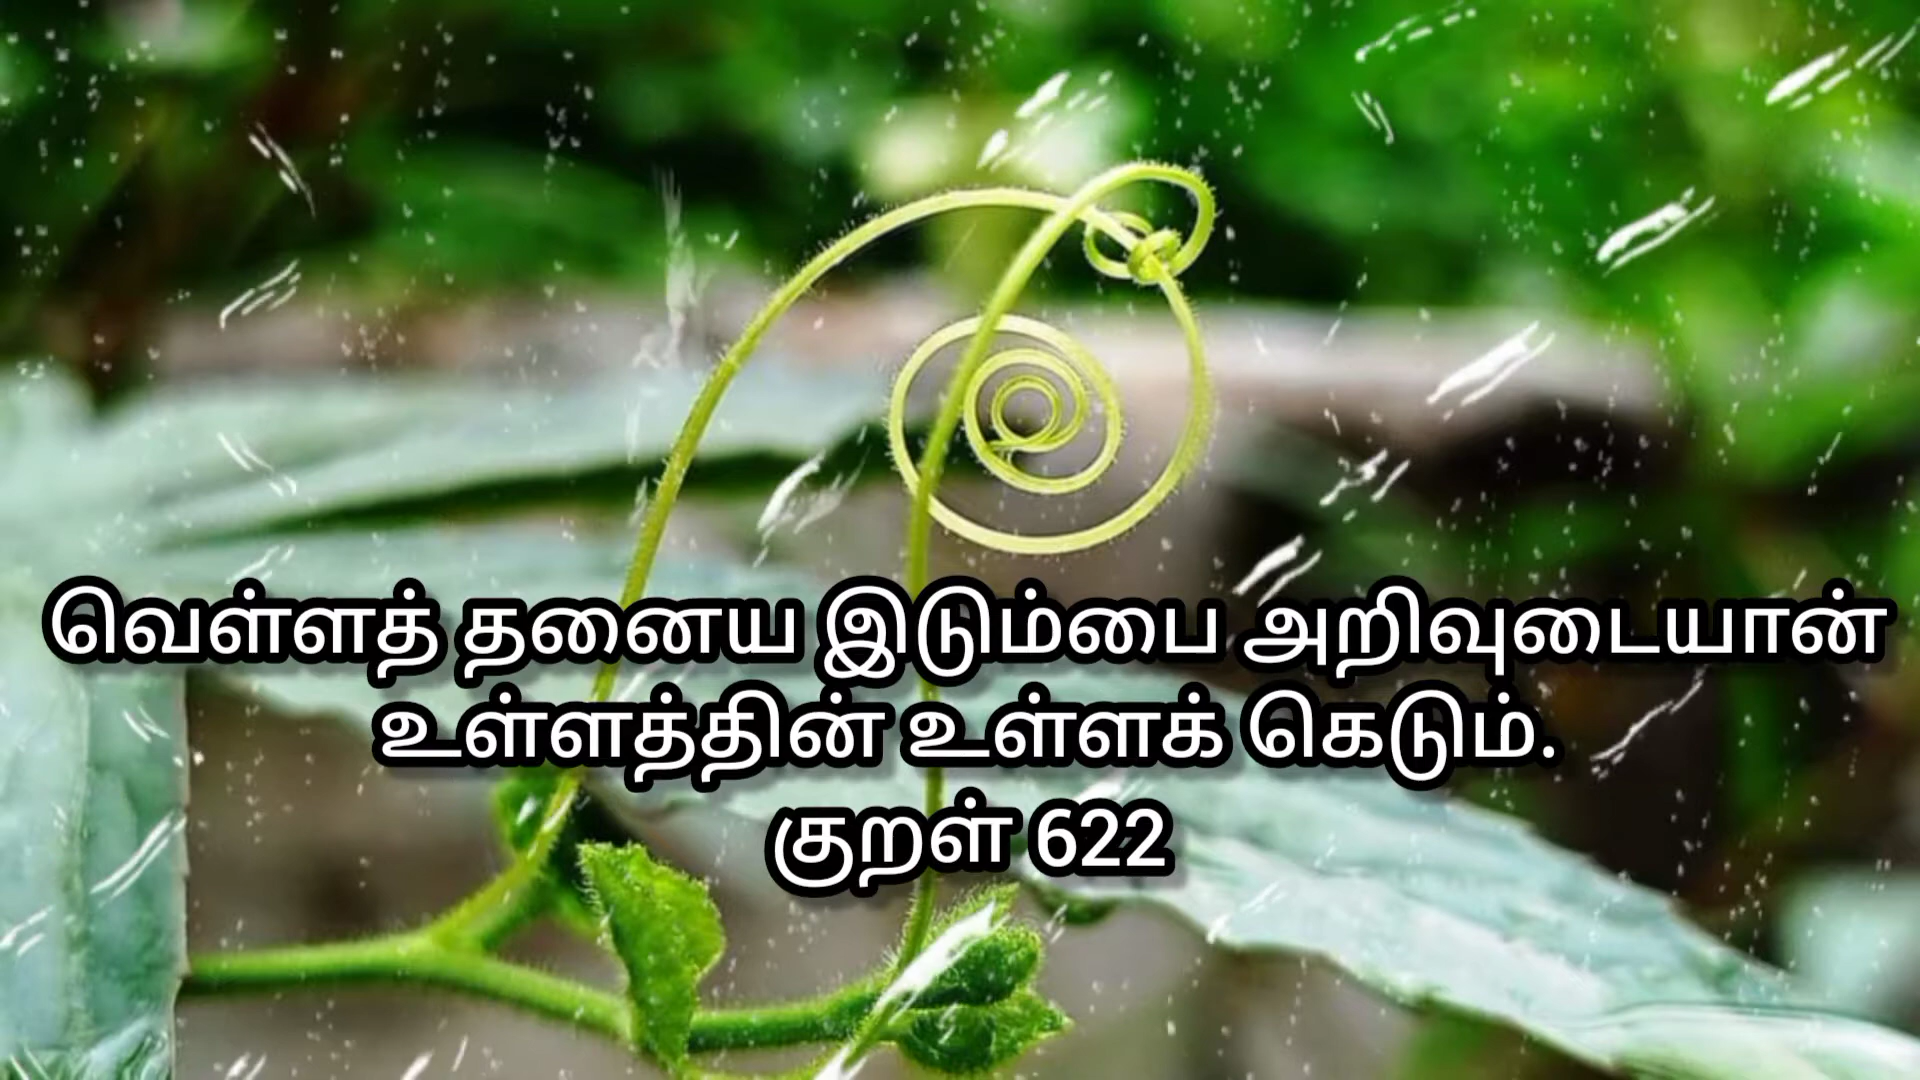 வெள்ளத் தனைய இடும்பை அறிவுடையான்
உள்ளத்தின் உள்ளக் கெடும்.
குறள் 622